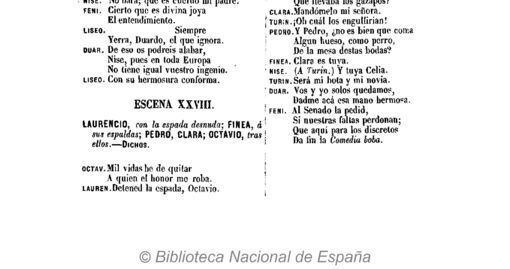 NISE. No hará; que es cuerdo mi padre.
FENI. Cierto que es divina joya
El entendimiento.
LISEO. Siempre
Yerra, Duardo, el que ignora.
DUAR. De eso os podreis alabar,
Nise, pues en toda Europa
No tiene igual vuestro ingenio.
LISEO. Con su hermosura conforma.
ESCENA XXVIII.
LAURENCIO, con la espada desnuda; FINEA, á
sus espaldas; PEDRO, CLARA; OCTAVIO, tras
ellos.—DICHOS.
OCTAV. Mil vidas he de quitar
A quien el honor me roba.
LAUREN. Detened la espada, Octavio.
Que llevaba los gazapos?
CLARA. Mandómelo mi señora.
TURIN. ¡Oh cuál los engullirian!
PEDRO. Y Pedro, ¿no es bien que coma
Algun hueso, como perro,
De la mesa destas bodas?
FINEA. Clara es tuya.
NISE. (A Turin.) Y tuya Celia.
TURIN. Será mi bota y mi novia.
DUAR. Vos y yo solos quedamos,
Dadme acá esa mano hermosa.
FENI. Al Senado la pedid,
Si nuestras faltas perdonan;
Que aquí para los discretos
Da fin la Comedia boba.
© Biblioteca Nacional de España